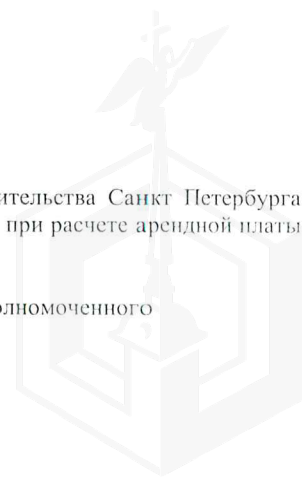 ительства Санкт Петербурга
при расчете арендной платы
олномоченного